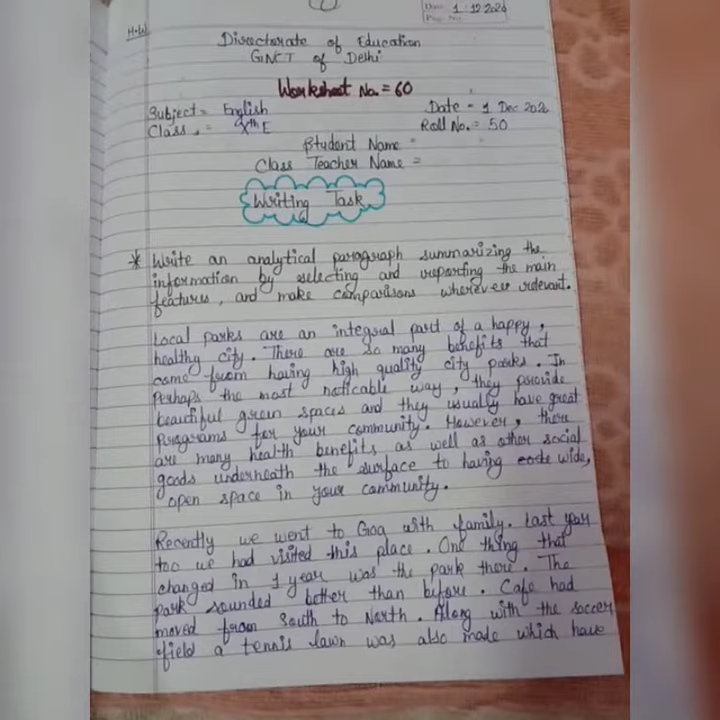 1
Date 1 : 12 2020
Pag. No.
H.W
Directorate of Education
GNCT of Delhi
Worksheet No. = 60
Subject = English
Date - 1 Dec 202
Class = Xth E
Roll No. = 50
Student Name =
Class Teacher Name =
Writing Task
* Write an analytical paragraph summarizing the
information by selecting and reporting the main
features, and make comparisons wherever relevant.
Local parks are an integral part of a happy,
healthy city. There are so many benefits that
come from having high quality city parks. In
Perhaps the most noticable way, they provide
beautiful green spaces and they usually have great
programs for your community. However, there
are many health benefits as well as other social
goods underneath the surface to having wide,
open space in your community.
Recently we went to Goa with family. Last year
too we had visited this place. One thing that
changed in 1 year was the park there. The
park sounded better than before. Cafe had
moved from South to North. Along with the soccer
field a tennis lawn was also made which have